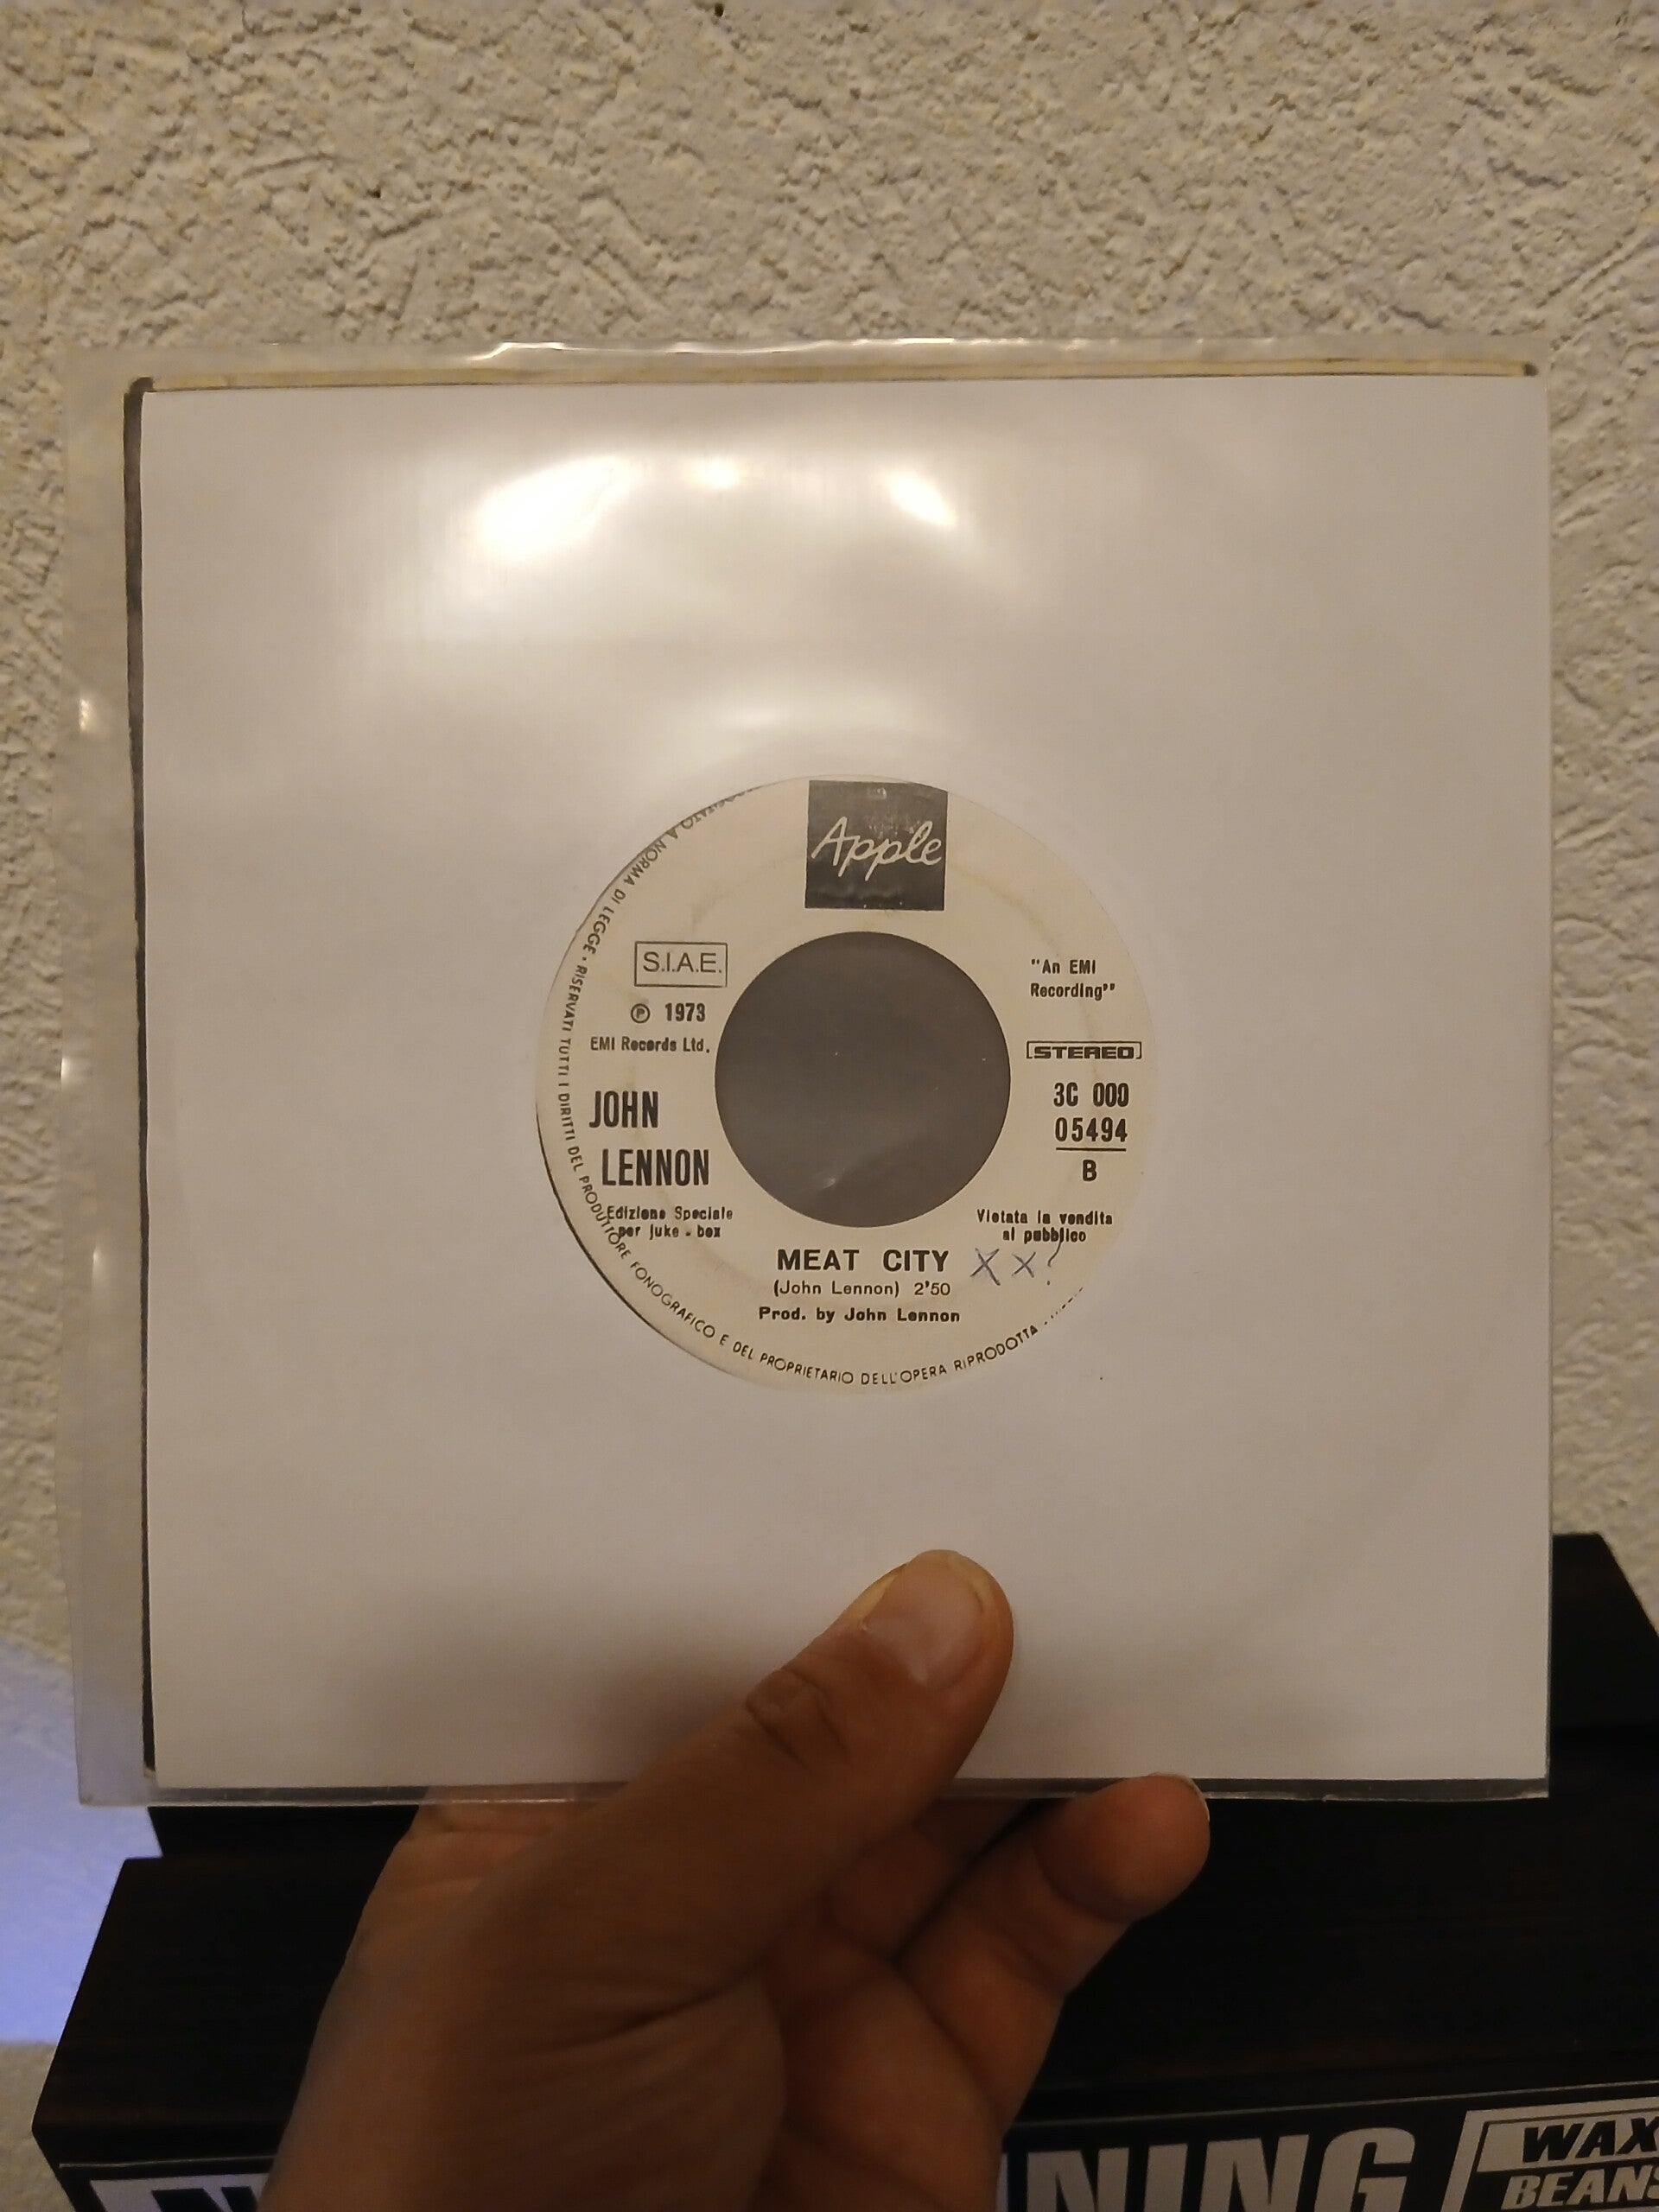 Apple
S.I.A.E.
℗ 1973
EMI Records Ltd.
"An EMI
Recording"
STEREO
3C 000
05494
B
JOHN
LENNON
Edizione Speciale
per juke - box
Vietata la vendita
al pubblico
MEAT CITY X X?
(John Lennon) 2'50
Prod. by John Lennon
A NORMA DI LEGGE • RISERVATI TUTTI I DIRITTI DEL PRODUTTORE FONOGRAFICO E DEL PROPRIETARIO DELL'OPERA RIPRODOTTA
WAX
BEANS